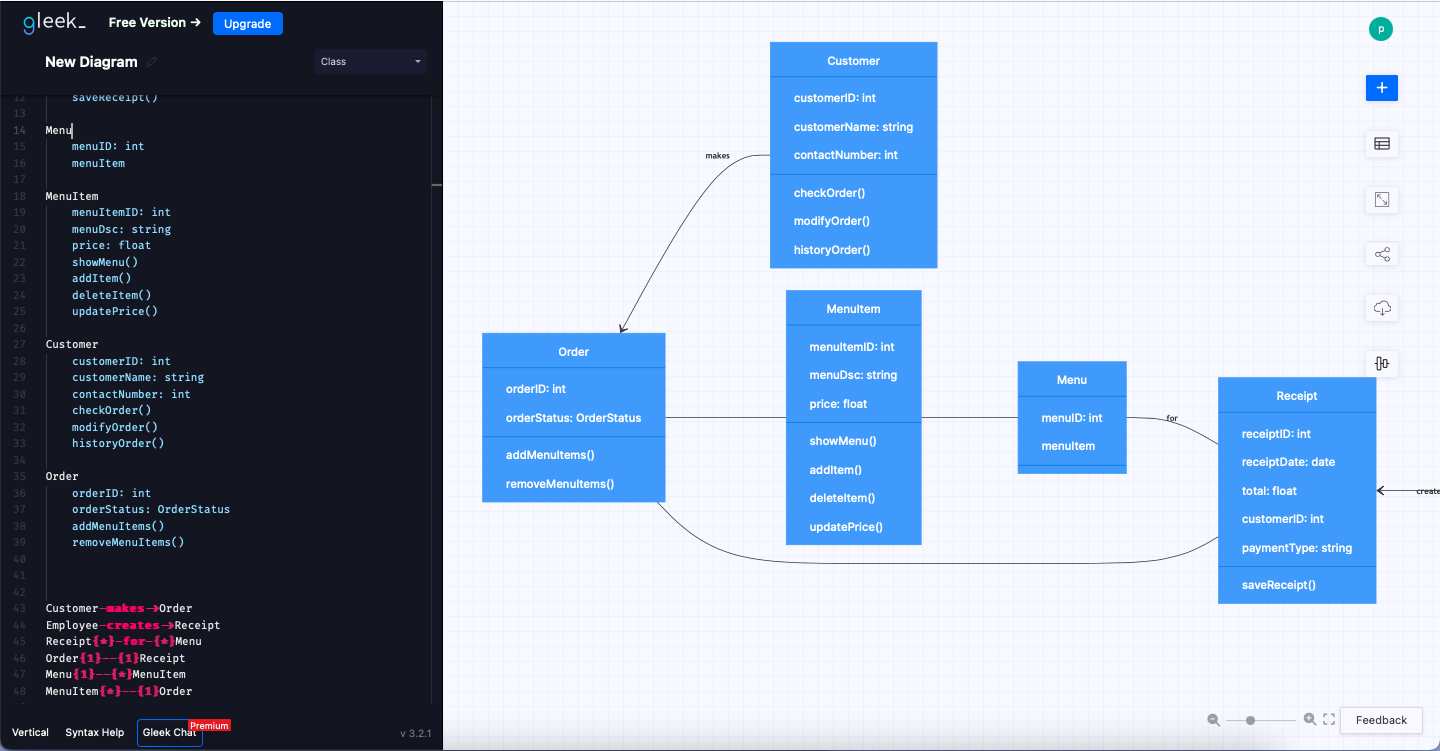 gleek_
Free Version →
Upgrade
New Diagram
Class
12 saveReceipt()
13
14 Menu
15 menuID: int
16 menuItem
17
18 MenuItem
19 menuItemID: int
20 menuDsc: string
21 price: float
22 showMenu()
23 addItem()
24 deleteItem()
25 updatePrice()
26
27 Customer
28 customerID: int
29 customerName: string
30 contactNumber: int
31 checkOrder()
32 modifyOrder()
33 historyOrder()
34
35 Order
36 orderID: int
37 orderStatus: OrderStatus
38 addMenuItems()
39 removeMenuItems()
40
41
42
43 Customer-makes->Order
44 Employee-creates->Receipt
45 Receipt{*}-for-{*}Menu
46 Order{1}--{1}Receipt
47 Menu{1}--{*}MenuItem
48 MenuItem{*}--{1}Order
Vertical
Syntax Help
Gleek Chat
Premium
v 3.2.1
Customer
customerID: int
customerName: string
contactNumber: int
checkOrder()
modifyOrder()
historyOrder()
makes
Order
orderID: int
orderStatus: OrderStatus
addMenuItems()
removeMenuItems()
MenuItem
menuItemID: int
menuDsc: string
price: float
showMenu()
addItem()
deleteItem()
updatePrice()
Menu
menuID: int
menuItem
for
Receipt
receiptID: int
receiptDate: date
total: float
customerID: int
paymentType: string
saveReceipt()
create
p
+
Feedback